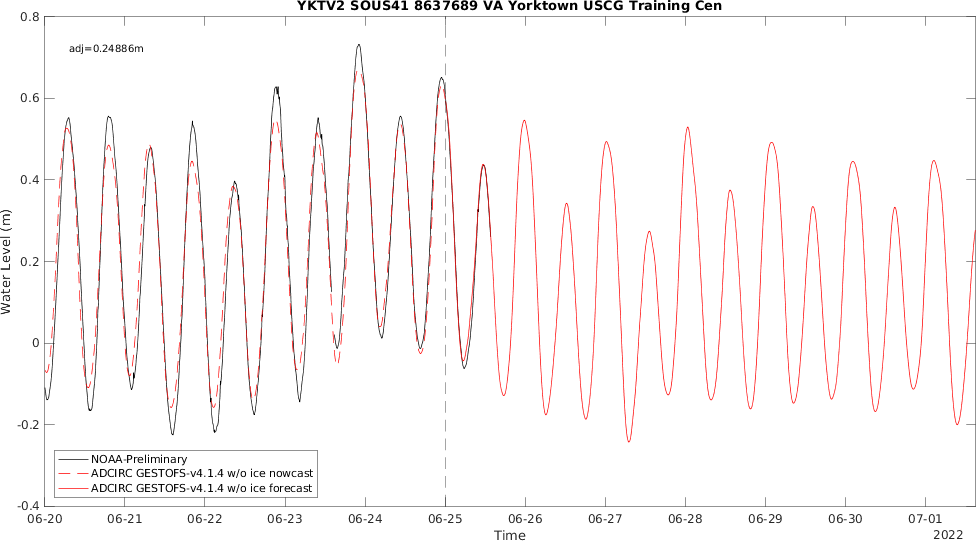 YKTV2 SOUS41 8637689 VA Yorktown USCG Training Cen
adj=0.24886m
Water Level (m)
0.8
0.6
0.4
0.2
0
-0.2
-0.4
NOAA-Preliminary
ADCIRC GESTOFS-v4.1.4 w/o ice nowcast
ADCIRC GESTOFS-v4.1.4 w/o ice forecast
06-20 06-21 06-22 06-23 06-24 06-25 06-26 06-27 06-28 06-29 06-30 07-01
Time
2022